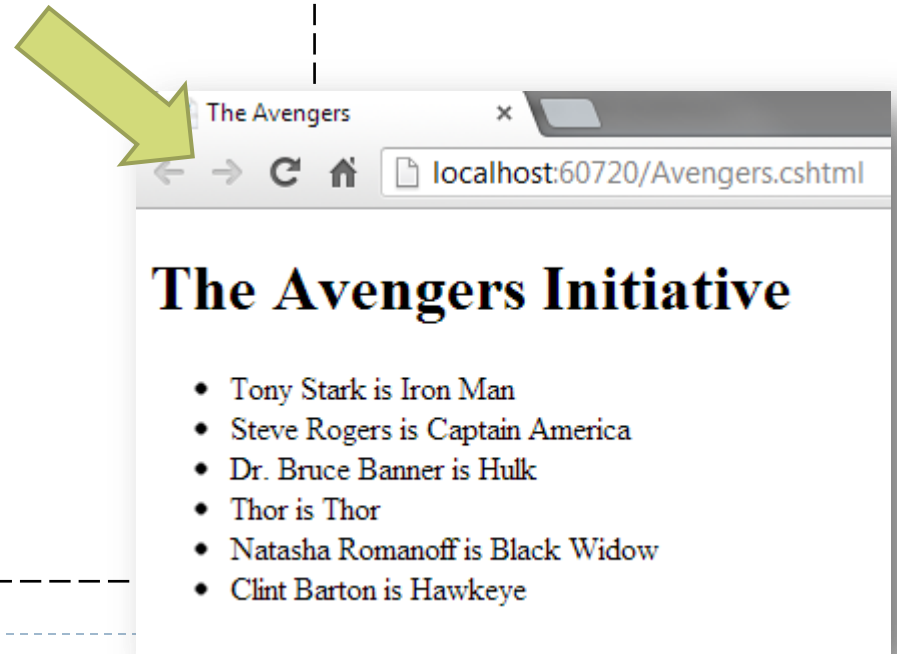 The Avengers
localhost:60720/Avengers.cshtml
The Avengers Initiative
Tony Stark is Iron Man
Steve Rogers is Captain America
Dr. Bruce Banner is Hulk
Thor is Thor
Natasha Romanoff is Black Widow
Clint Barton is Hawkeye